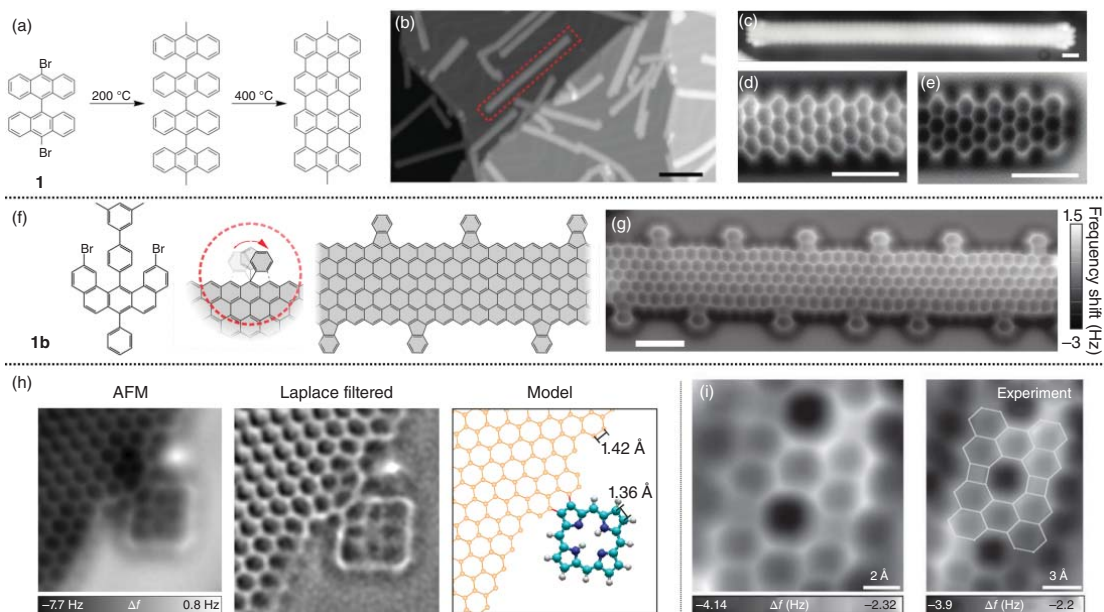 (a)
Br
Br
1
200 °C
400 °C
(b)
(c)
(d)
(e)
(f)
Br
Br
1b
(g)
1.5
Frequency shift (Hz)
−3
(h)
AFM
Laplace filtered
Model
1.42 Å
1.36 Å
−7.7 Hz Δf 0.8 Hz
(i)
Experiment
2 Å
3 Å
−4.14 Δf (Hz) −2.32
−3.9 Δf (Hz) −2.2